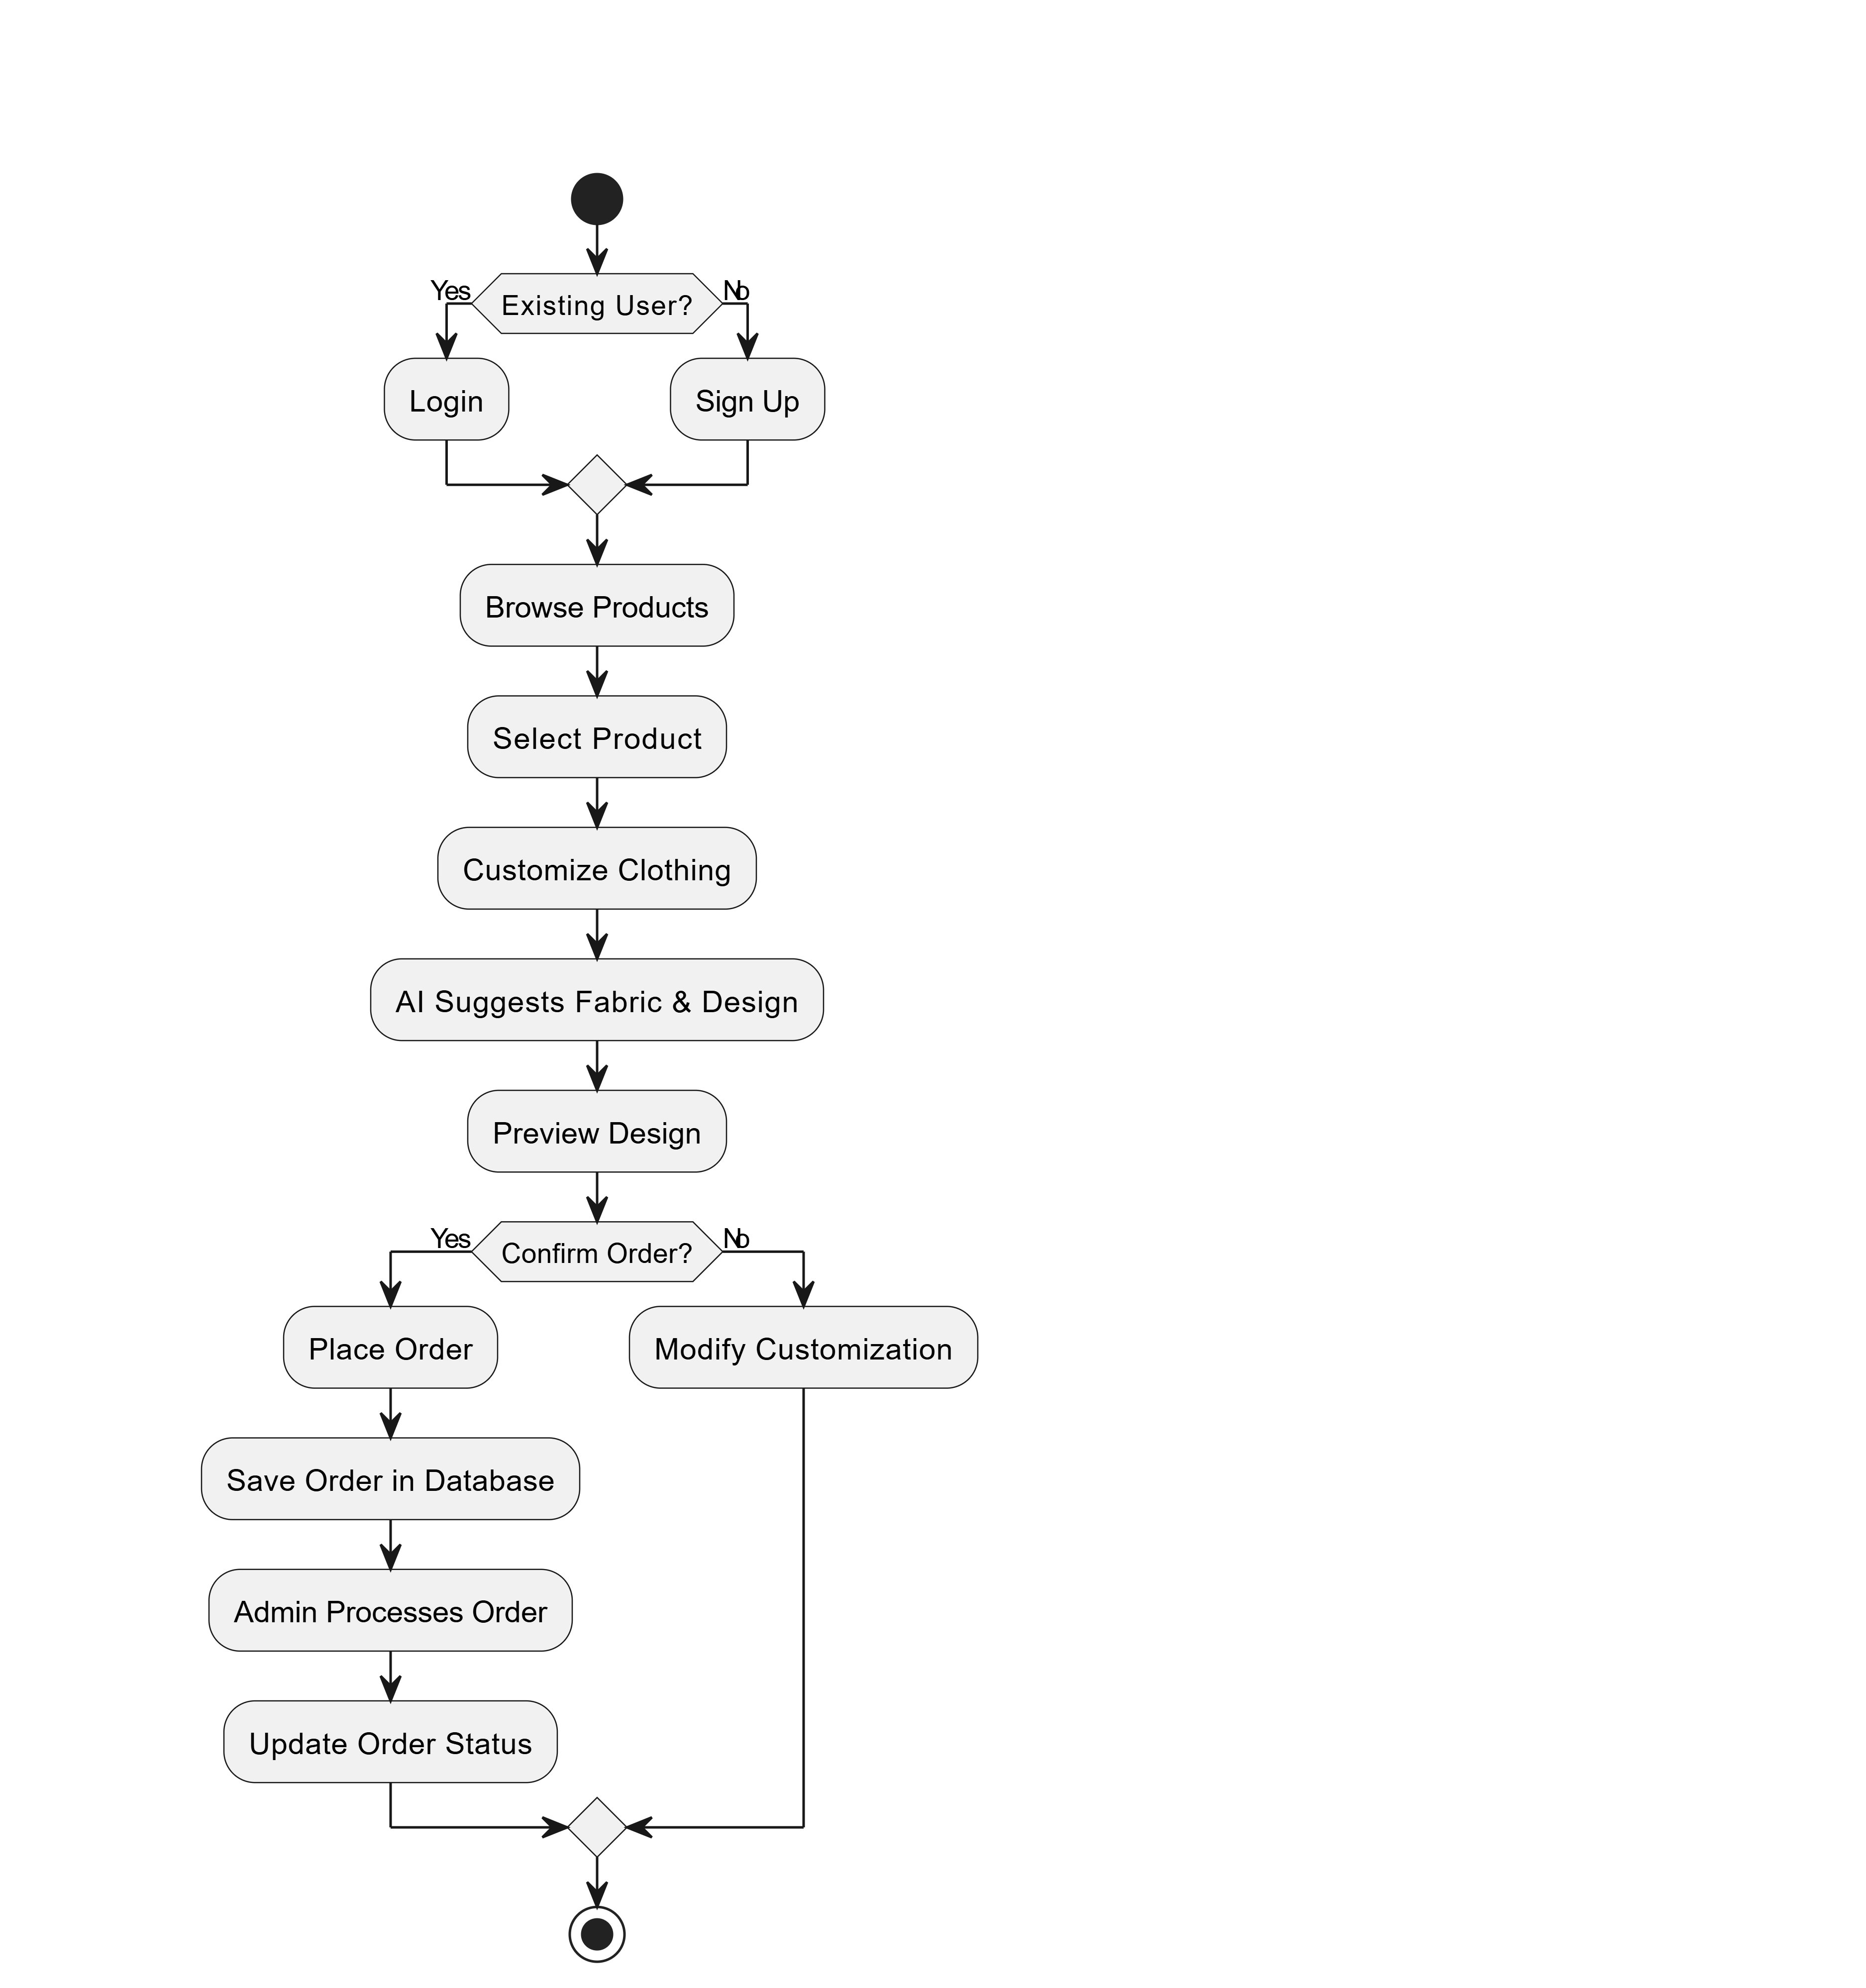 Yes
Existing User?
No
Login
Sign Up
Browse Products
Select Product
Customize Clothing
AI Suggests Fabric & Design
Preview Design
Yes
Confirm Order?
No
Place Order
Modify Customization
Save Order in Database
Admin Processes Order
Update Order Status